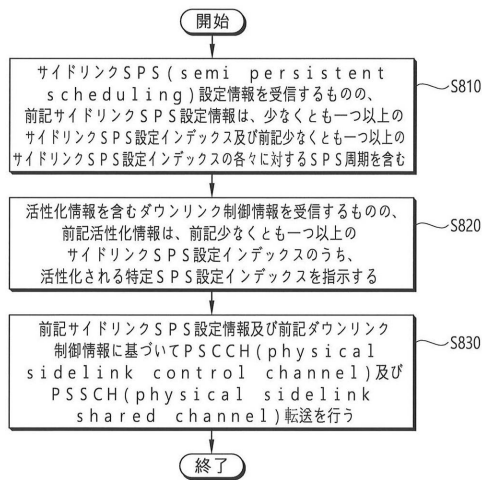 開始
サイドリンクSPS(semi persistent
scheduling)設定情報を受信するものの、
前記サイドリンクSPS設定情報は、少なくとも一つ以上の
サイドリンクSPS設定インデックス及び前記少なくとも一つ以上の
サイドリンクSPS設定インデックスの各々に対するSPS周期を含む
S810
活性化情報を含むダウンリンク制御情報を受信するものの、
前記活性化情報は、前記少なくとも一つ以上の
サイドリンクSPS設定インデックスのうち、
活性化される特定SPS設定インデックスを指示する
S820
前記サイドリンクSPS設定情報及び前記ダウンリンク
制御情報に基づいてPSCCH(physical
sidelink control channel)及び
PSSCH(physical sidelink
shared channel)転送を行う
S830
終了